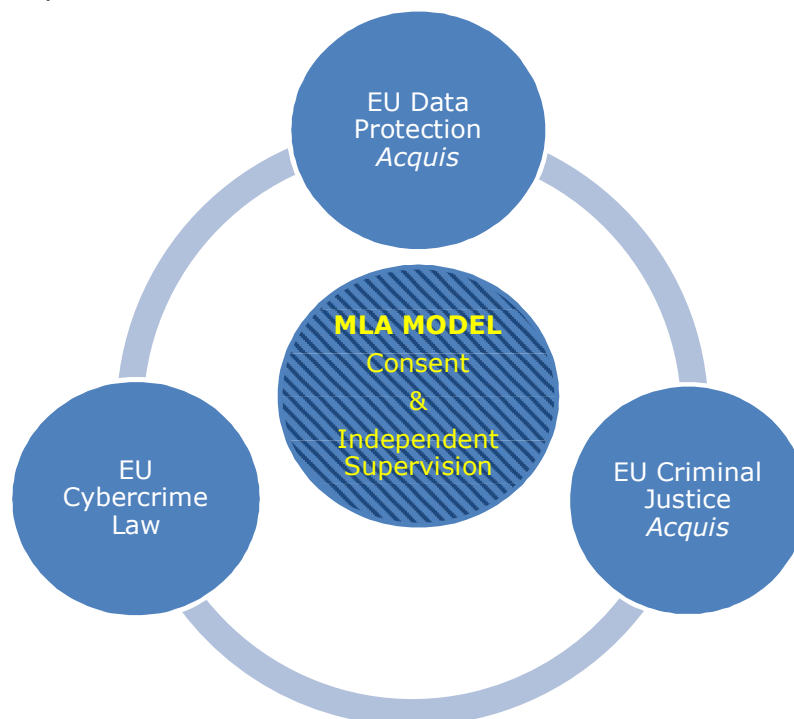 EU Data
Protection
Acquis
MLA MODEL
Consent
&
Independent
Supervision
EU
Cybercrime
Law
EU Criminal
Justice
Acquis